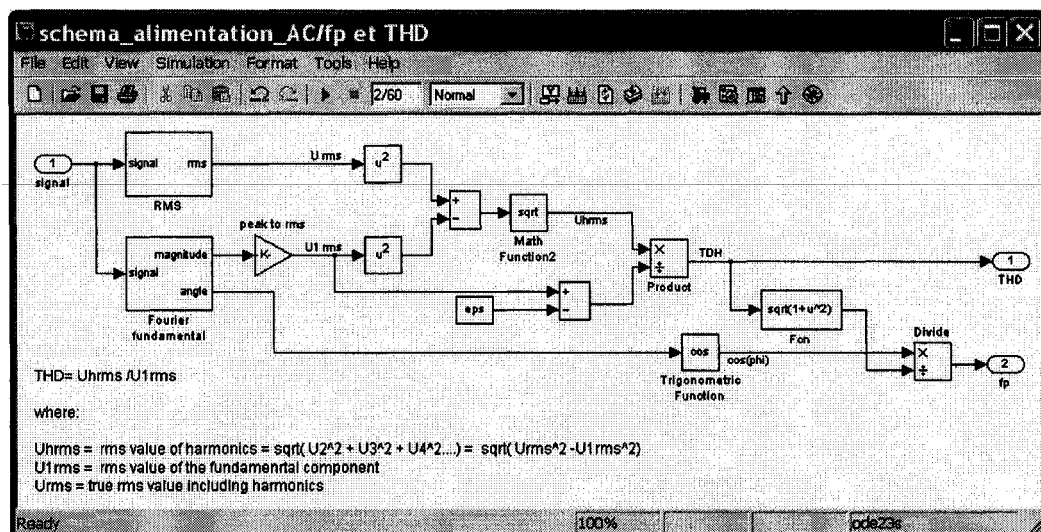 schema_alimentation_AC/fp et THD
File Edit View Simulation Format Tools Help
2/60 Normal
1
signal
signal rms
RMS
U rms
u²
peak to rms
K-
U1 rms
u²
signal
magnitude
angle
Fourier
fundamental
+
−
sqrt
Math
Function2
Uhrms
×
÷
Product
TDH
1
THD
eps
+
−
sqrt(1+u^2)
Fcn
Divide
×
÷
2
fp
cos
cos(phi)
Trigonometric
Function
THD= Uhrms /U1rms
where:
Uhrms = rms value of harmonics = sqrt( U2^2 + U3^2 + U4^2....) = sqrt( Urms^2 -U1rms^2)
U1rms = rms value of the fundamenrtal component
Urms = true rms value including harmonics
Ready 100% ode23s